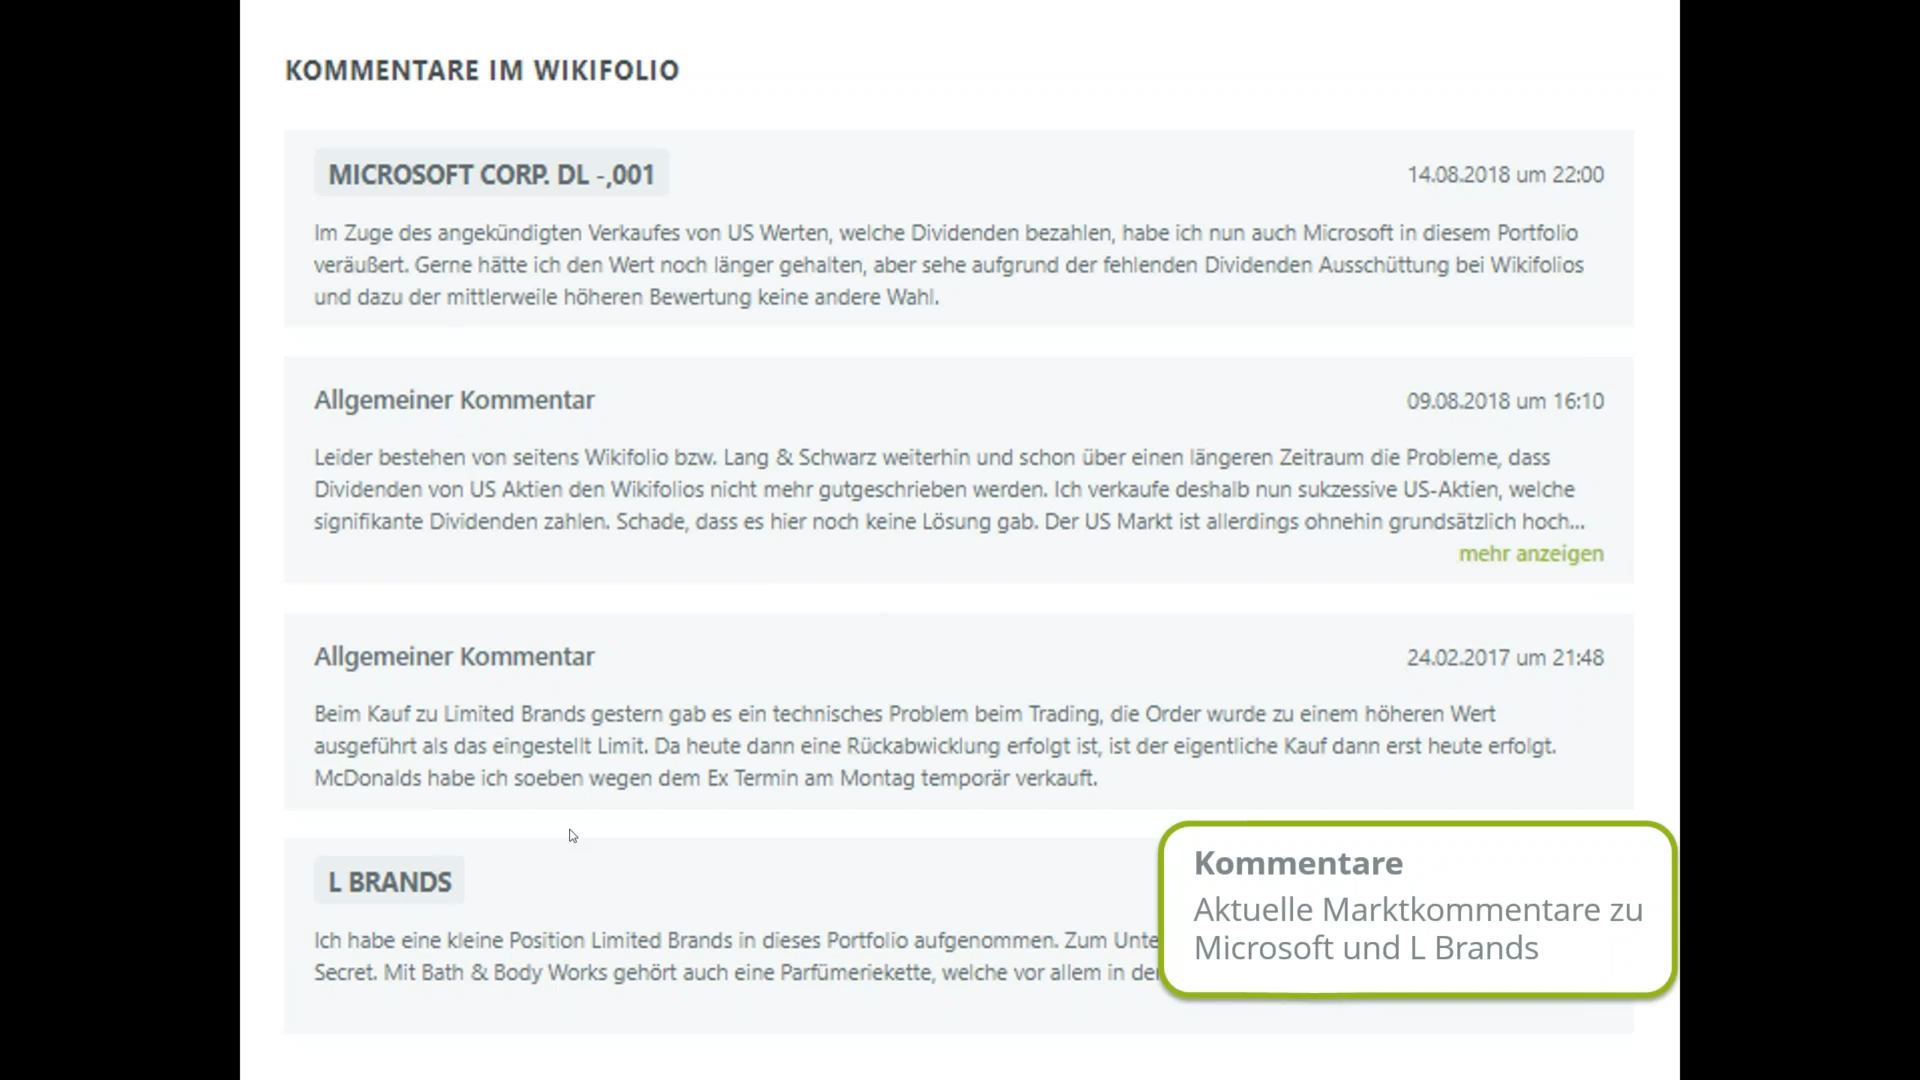 KOMMENTARE IM WIKIFOLIO
MICROSOFT CORP. DL -,001
14.08.2018 um 22:00
Im Zuge des angekündigten Verkaufes von US Werten, welche Dividenden bezahlen, habe ich nun auch Microsoft in diesem Portfolio
veräußert. Gerne hätte ich den Wert noch länger gehalten, aber sehe aufgrund der fehlenden Dividenden Ausschüttung bei Wikifolios
und dazu der mittlerweile höheren Bewertung keine andere Wahl.
Allgemeiner Kommentar
09.08.2018 um 16:10
Leider bestehen von seitens Wikifolio bzw. Lang & Schwarz weiterhin und schon über einen längeren Zeitraum die Probleme, dass
Dividenden von US Aktien den Wikifolios nicht mehr gutgeschrieben werden. Ich verkaufe deshalb nun sukzessive US-Aktien, welche
signifikante Dividenden zahlen. Schade, dass es hier noch keine Lösung gab. Der US Markt ist allerdings ohnehin grundsätzlich hoch...
mehr anzeigen
Allgemeiner Kommentar
24.02.2017 um 21:48
Beim Kauf zu Limited Brands gestern gab es ein technisches Problem beim Trading, die Order wurde zu einem höheren Wert
ausgeführt als das eingestellt Limit. Da heute dann eine Rückabwicklung erfolgt ist, ist der eigentliche Kauf dann erst heute erfolgt.
McDonalds habe ich soeben wegen dem Ex Termin am Montag temporär verkauft.
L BRANDS
Ich habe eine kleine Position Limited Brands in dieses Portfolio aufgenommen. Zum
Secret. Mit Bath & Body Works gehört auch eine Parfümeriekette, welche vor allem in
Kommentare
Aktuelle Marktkommentare zu
Microsoft und L Brands